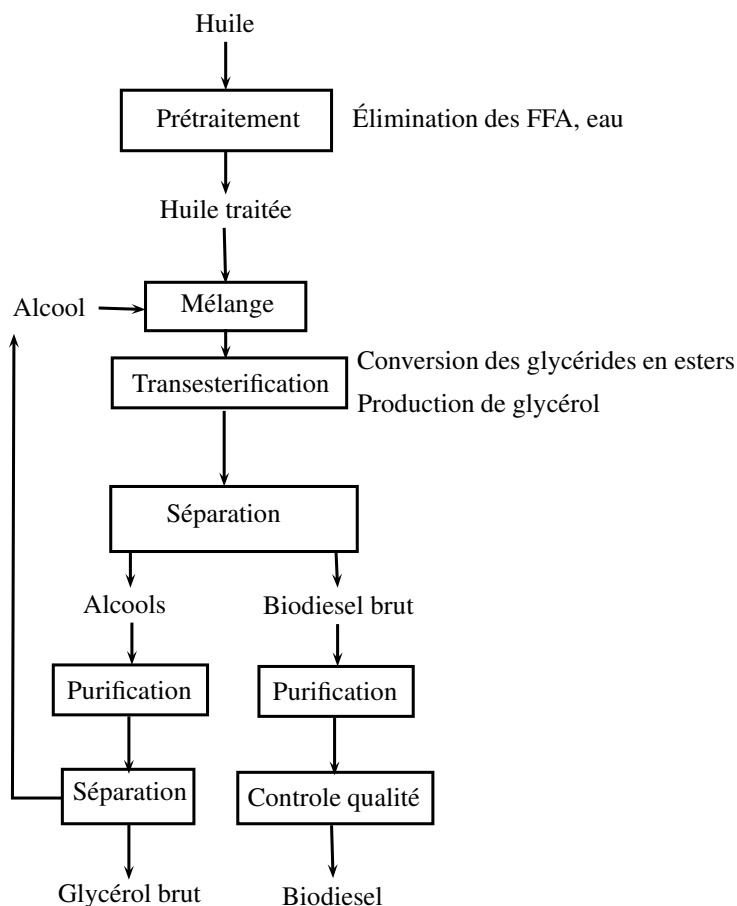 Huile
Prétraitement
Élimination des FFA, eau
Huile traitée
Alcool
Mélange
Transesterification
Conversion des glycérides en esters
Production de glycérol
Séparation
Alcools
Biodiesel brut
Purification
Purification
Séparation
Controle qualité
Glycérol brut
Biodiesel